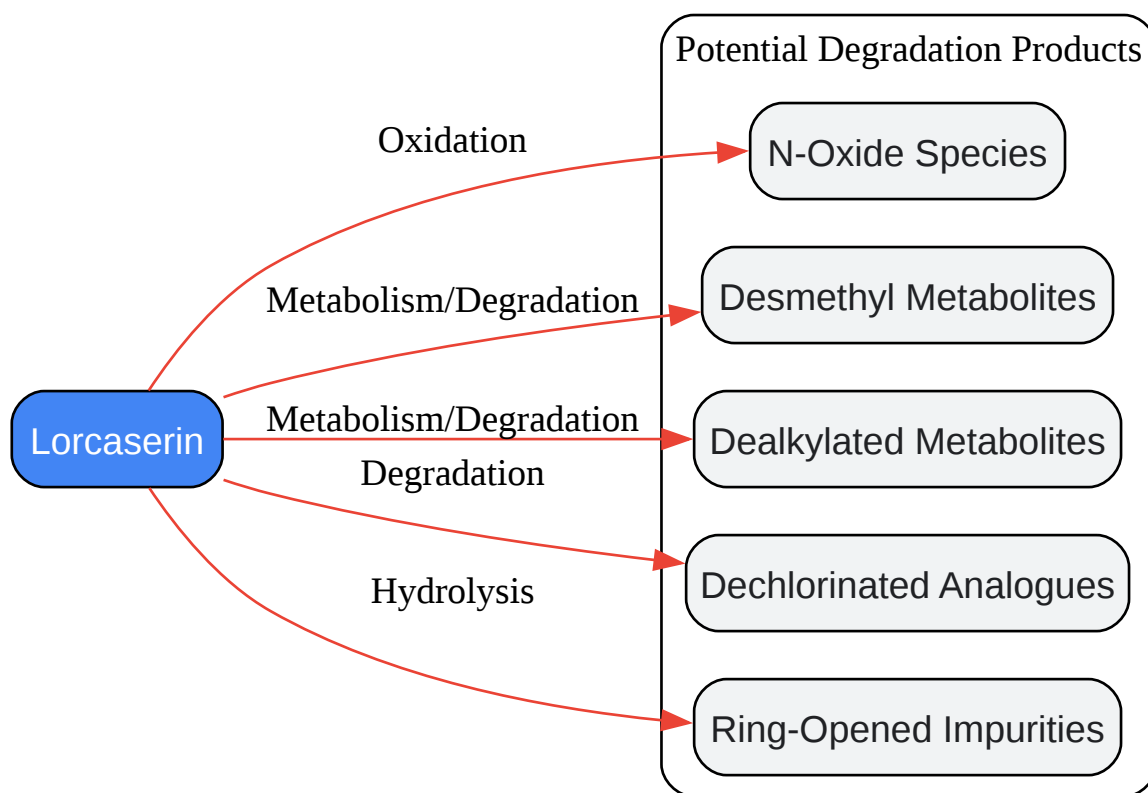 Potential Degradation Products
Oxidation
N-Oxide Species
Metabolism/Degradation
Desmethyl Metabolites
Lorcaserin
Metabolism/Degradation
Dealkylated Metabolites
Degradation
Dechlorinated Analogues
Hydrolysis
Ring-Opened Impurities